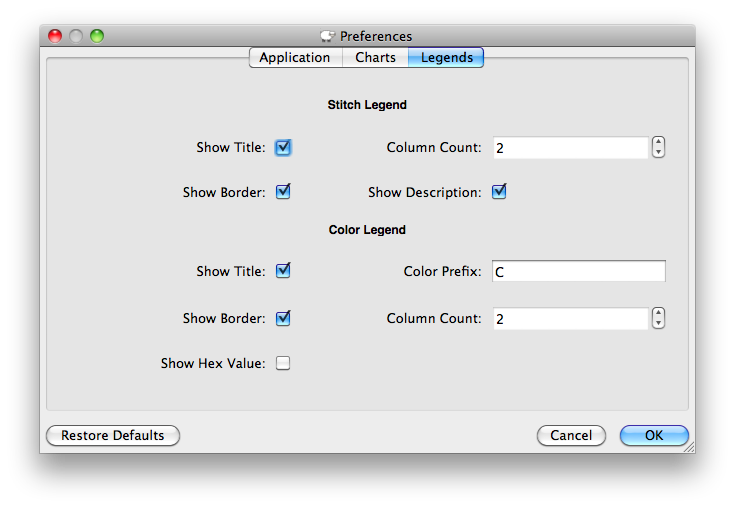 Preferences
Application Charts Legends
Stitch Legend
Show Title: Column Count: 2
Show Border: Show Description:
Color Legend
Show Title: Color Prefix: C
Show Border: Column Count: 2
Show Hex Value:
Restore Defaults Cancel OK